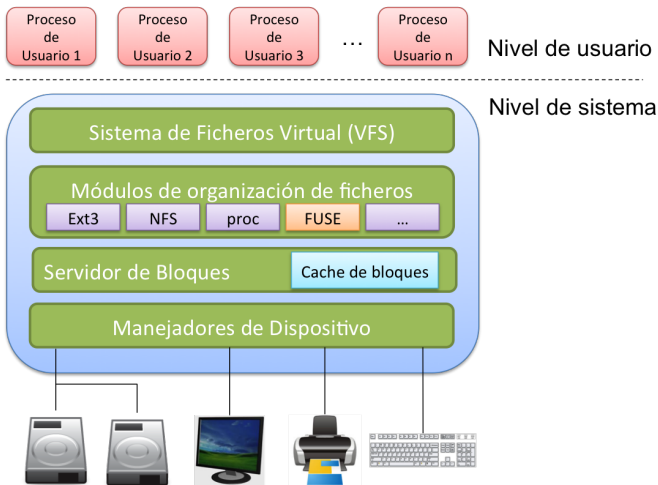 Proceso
de
Usuario 1
Proceso
de
Usuario 2
Proceso
de
Usuario 3
...
Proceso
de
Usuario n
Nivel de usuario
Nivel de sistema
Sistema de Ficheros Virtual (VFS)
Módulos de organización de ficheros
Ext3
NFS
proc
FUSE
...
Servidor de Bloques
Cache de bloques
Manejadores de Dispositivo